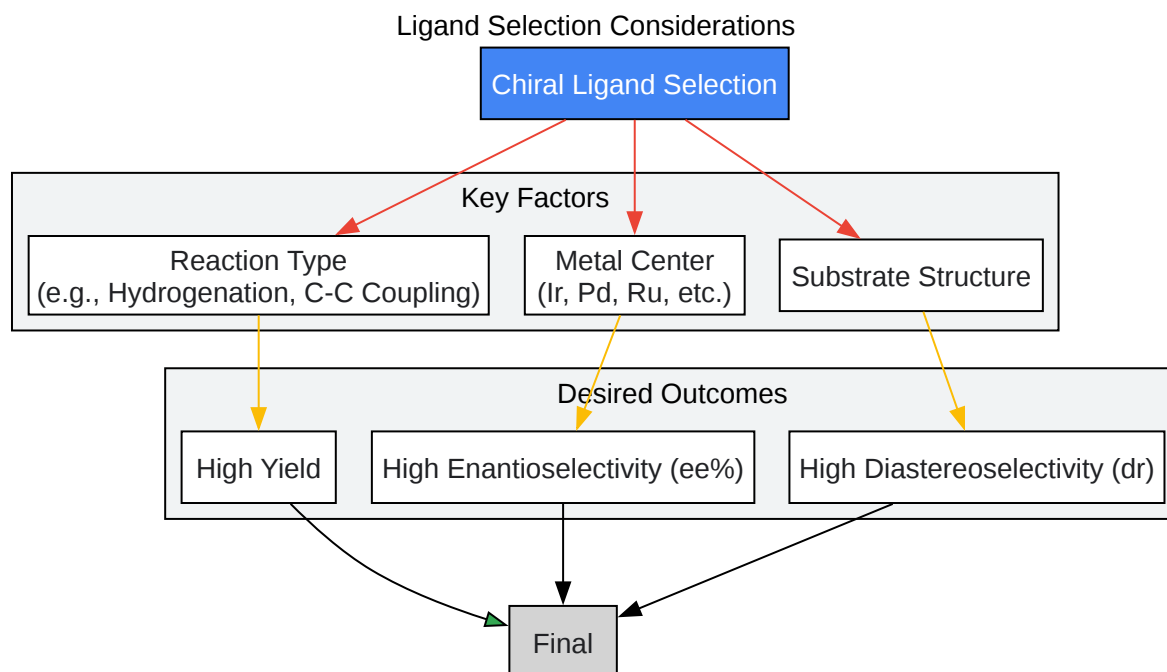 Ligand Selection Considerations
Chiral Ligand Selection
Key Factors
Reaction Type
(e.g., Hydrogenation, C-C Coupling)
Metal Center
(Ir, Pd, Ru, etc.)
Substrate Structure
Desired Outcomes
High Yield
High Enantioselectivity (ee%)
High Diastereoselectivity (dr)
Final